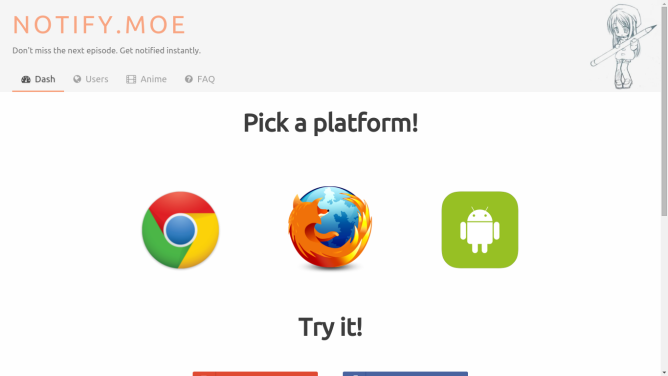 NOTIFY.MOE
Don't miss the next episode. Get notified instantly.
Dash Users Anime FAQ
Pick a platform!
Try it!